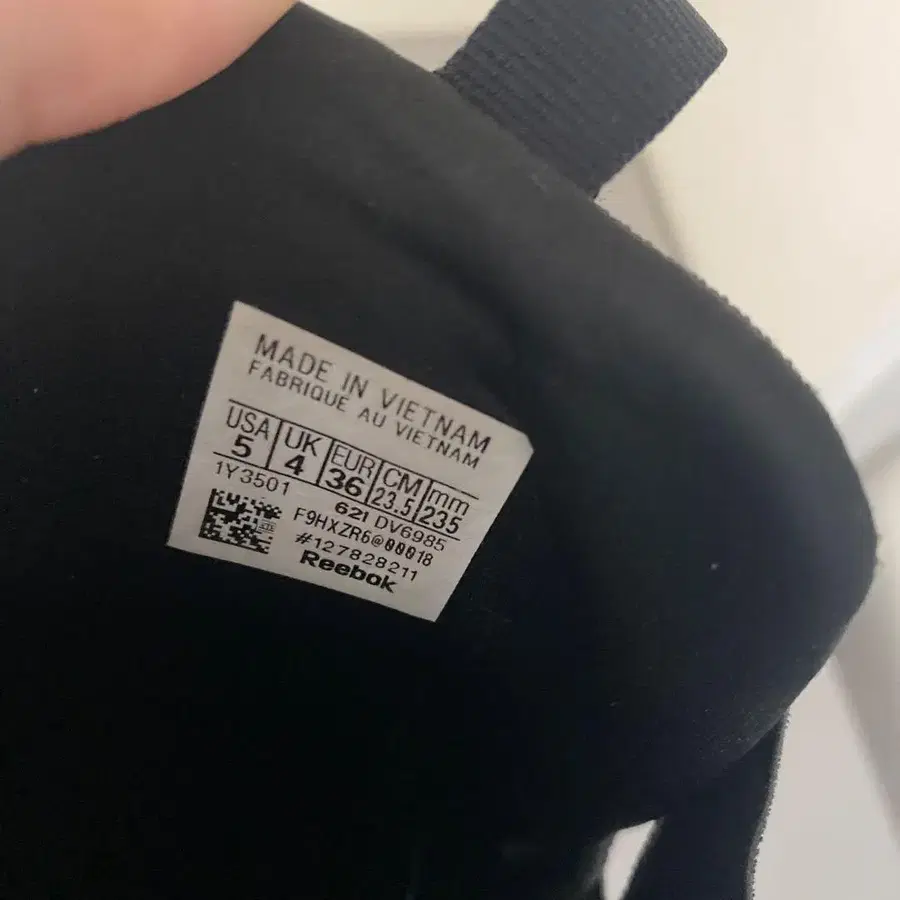 MADE IN VIETNAM
FABRIQUE AU VIETNAM
USA UK EUR CM mm
5 4 36 23.5 235
1Y3501 621 DV6985
F9HXZR6@00018
#127828211
Reebok